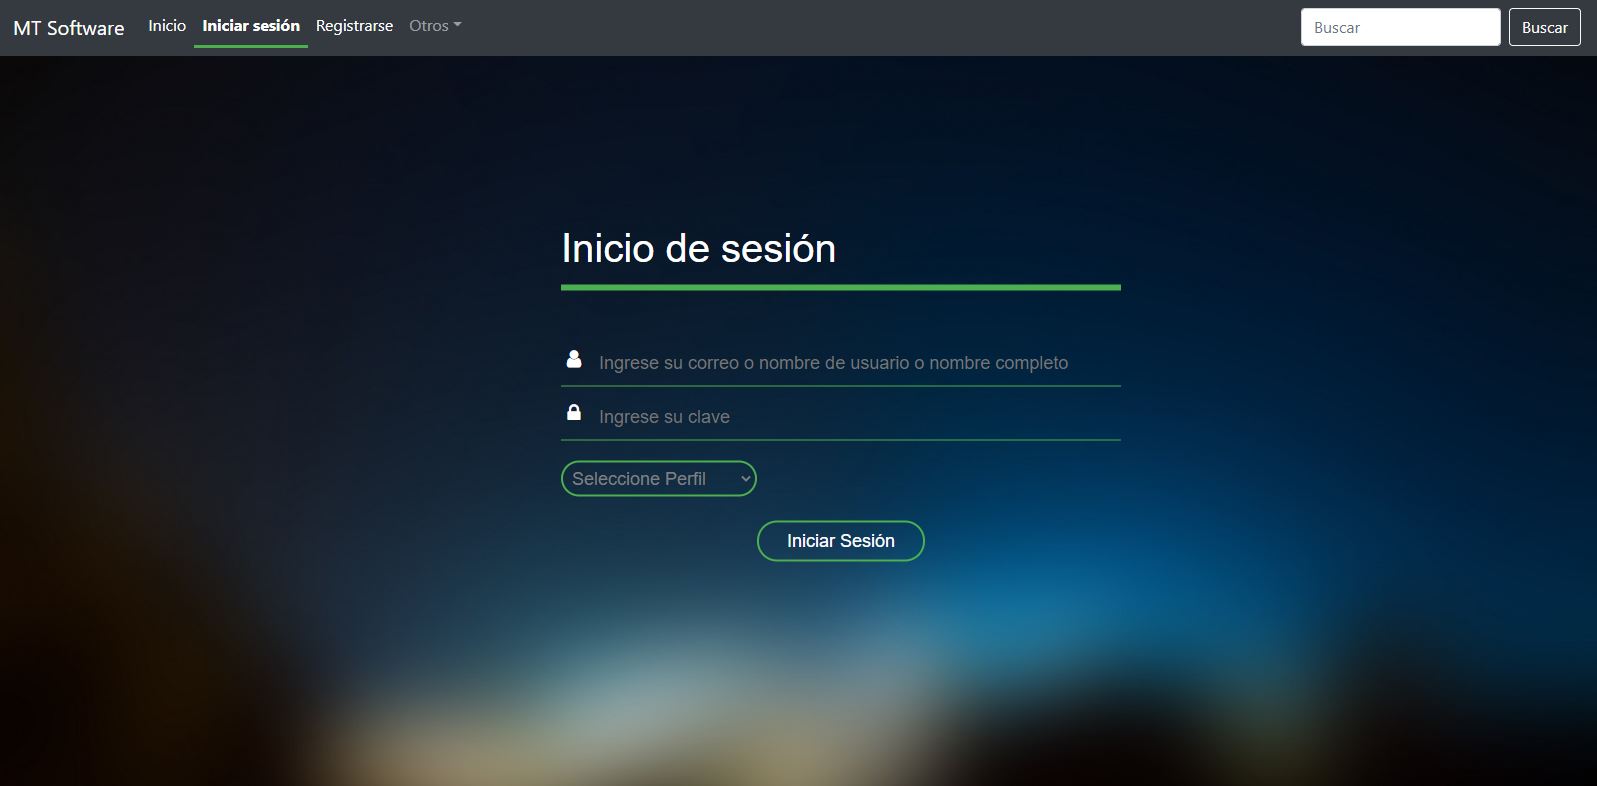 MT Software Inicio Iniciar sesión Registrarse Otros Buscar Buscar
Inicio de sesión
Ingrese su correo o nombre de usuario o nombre completo
Ingrese su clave
Seleccione Perfil
Iniciar Sesión